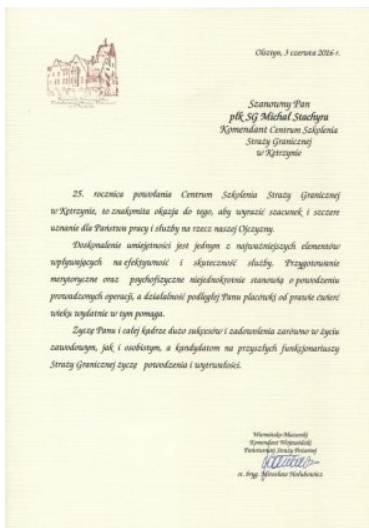 Olsztyn, 3 czerwca 2016 r.
Szanowny Pan
płk SG Michał Stachyra
Komendant Centrum Szkolenia
Straży Granicznej
w Kętrzynie
25. rocznica powołania Centrum Szkolenia Straży Granicznej
w Kętrzynie, to znakomita okazja do tego, aby wyrazić szacunek i szczere
uznanie dla Państwa pracy i służby na rzecz naszej Ojczyzny.
Doskonalenie umiejętności jest jednym z najważniejszych elementów
wpływających na efektywność i skuteczność służby. Przygotowanie
merytoryczne oraz psychofizyczne niejednokrotnie stanowią o powodzeniu
prowadzonych operacji, a działalność podległej Panu placówki od prawie ćwierć
wieku wydatnie w tym pomaga.
Życzę Panu i całej kadrze dużo sukcesów i zadowolenia zarówno w życiu
zawodowym, jak i osobistym, a kandydatom na przyszłych funkcjonariuszy
Straży Granicznej życzę powodzenia i wytrwałości.
Warmińsko-Mazurski
Komendant Wojewódzki
Państwowej Straży Pożarnej
st. bryg. Mirosław Hołubowicz